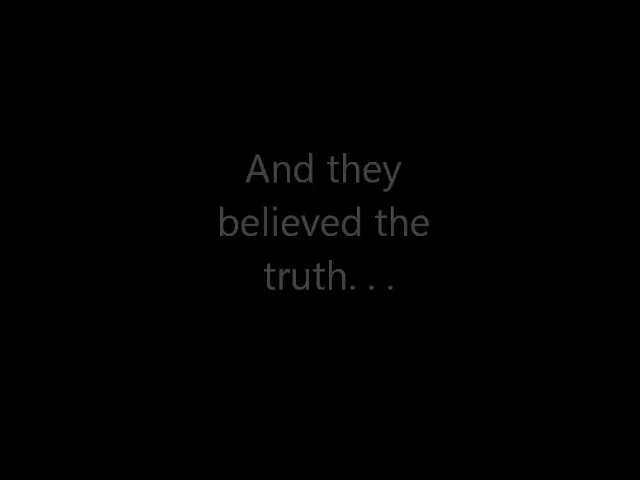 And they
believed the
truth. . .